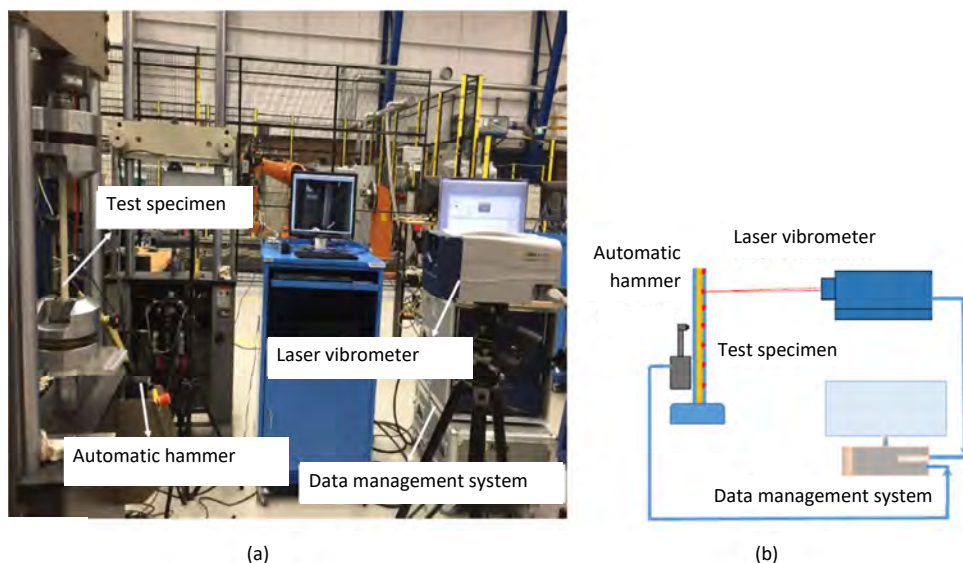 Test specimen
Laser vibrometer
Automatic hammer
Data management system
(a)
Laser vibrometer
Automatic
hammer
Test specimen
Data management system
(b)